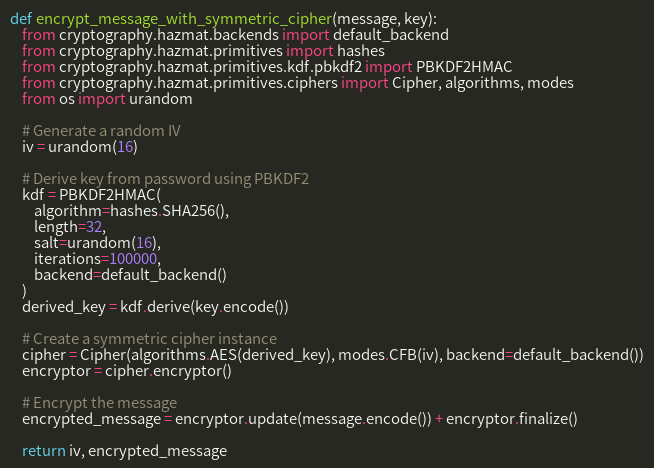 def encrypt_message_with_symmetric_cipher(message, key):
    from cryptography.hazmat.backends import default_backend
    from cryptography.hazmat.primitives import hashes
    from cryptography.hazmat.primitives.kdf.pbkdf2 import PBKDF2HMAC
    from cryptography.hazmat.primitives.ciphers import Cipher, algorithms, modes
    from os import urandom

    # Generate a random IV
    iv = urandom(16)

    # Derive key from password using PBKDF2
    kdf = PBKDF2HMAC(
        algorithm=hashes.SHA256(),
        length=32,
        salt=urandom(16),
        iterations=100000,
        backend=default_backend()
    )
    derived_key = kdf.derive(key.encode())

    # Create a symmetric cipher instance
    cipher = Cipher(algorithms.AES(derived_key), modes.CFB(iv), backend=default_backend())
    encryptor = cipher.encryptor()

    # Encrypt the message
    encrypted_message = encryptor.update(message.encode()) + encryptor.finalize()

    return iv, encrypted_message